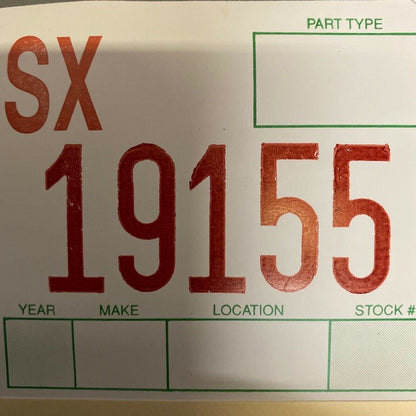 PART TYPE
SX
19155
YEAR MAKE LOCATION STOCK #